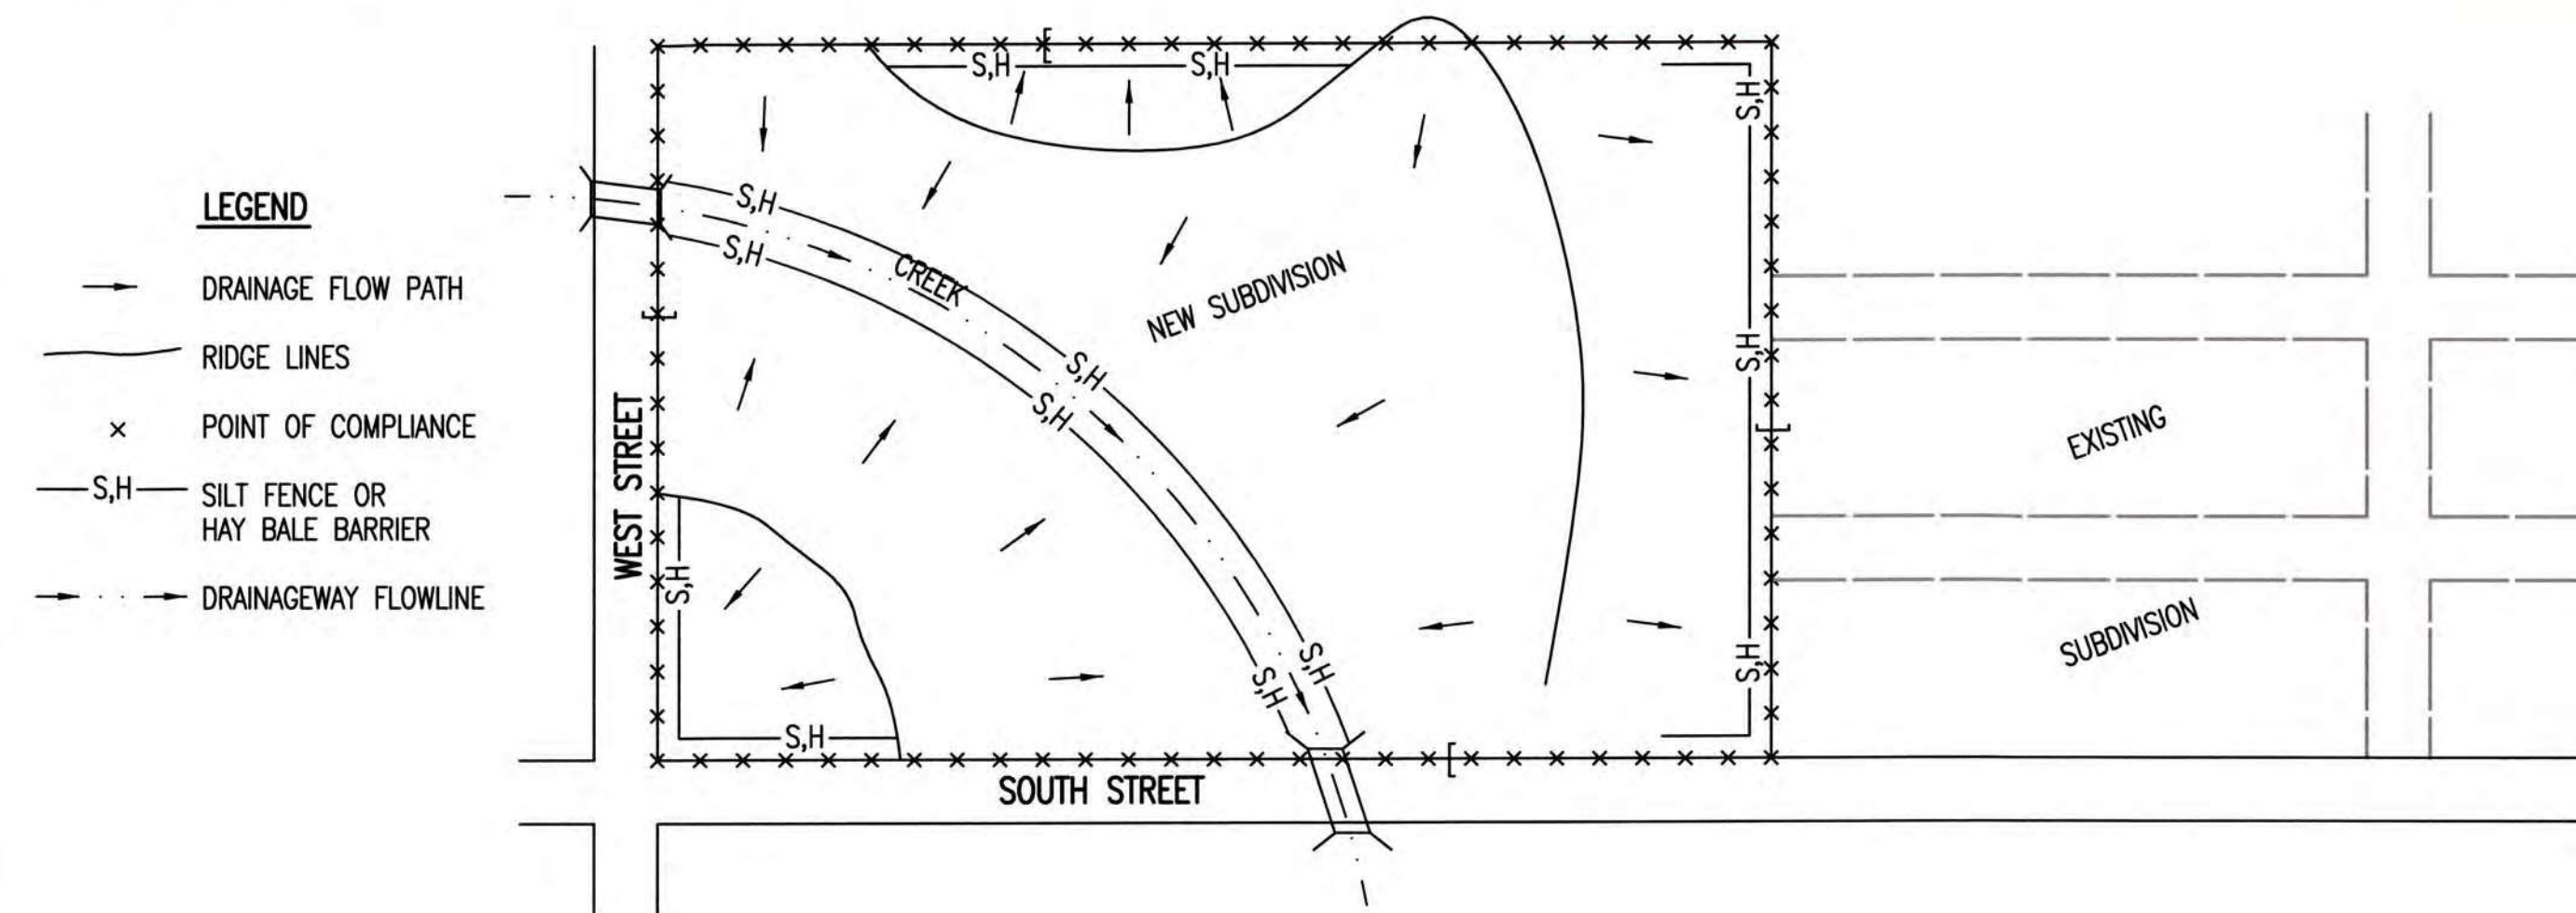 LEGEND
DRAINAGE FLOW PATH
RIDGE LINES
× POINT OF COMPLIANCE
S,H SILT FENCE OR
HAY BALE BARRIER
DRAINAGEWAY FLOWLINE
S,H
S,H
S,H
S,H
S,H
CREEK
NEW SUBDIVISION
S,H
S,H
S,H
WEST STREET
S,H
S,H
S,H
S,H
S,H
S,H
SOUTH STREET
EXISTING
SUBDIVISION